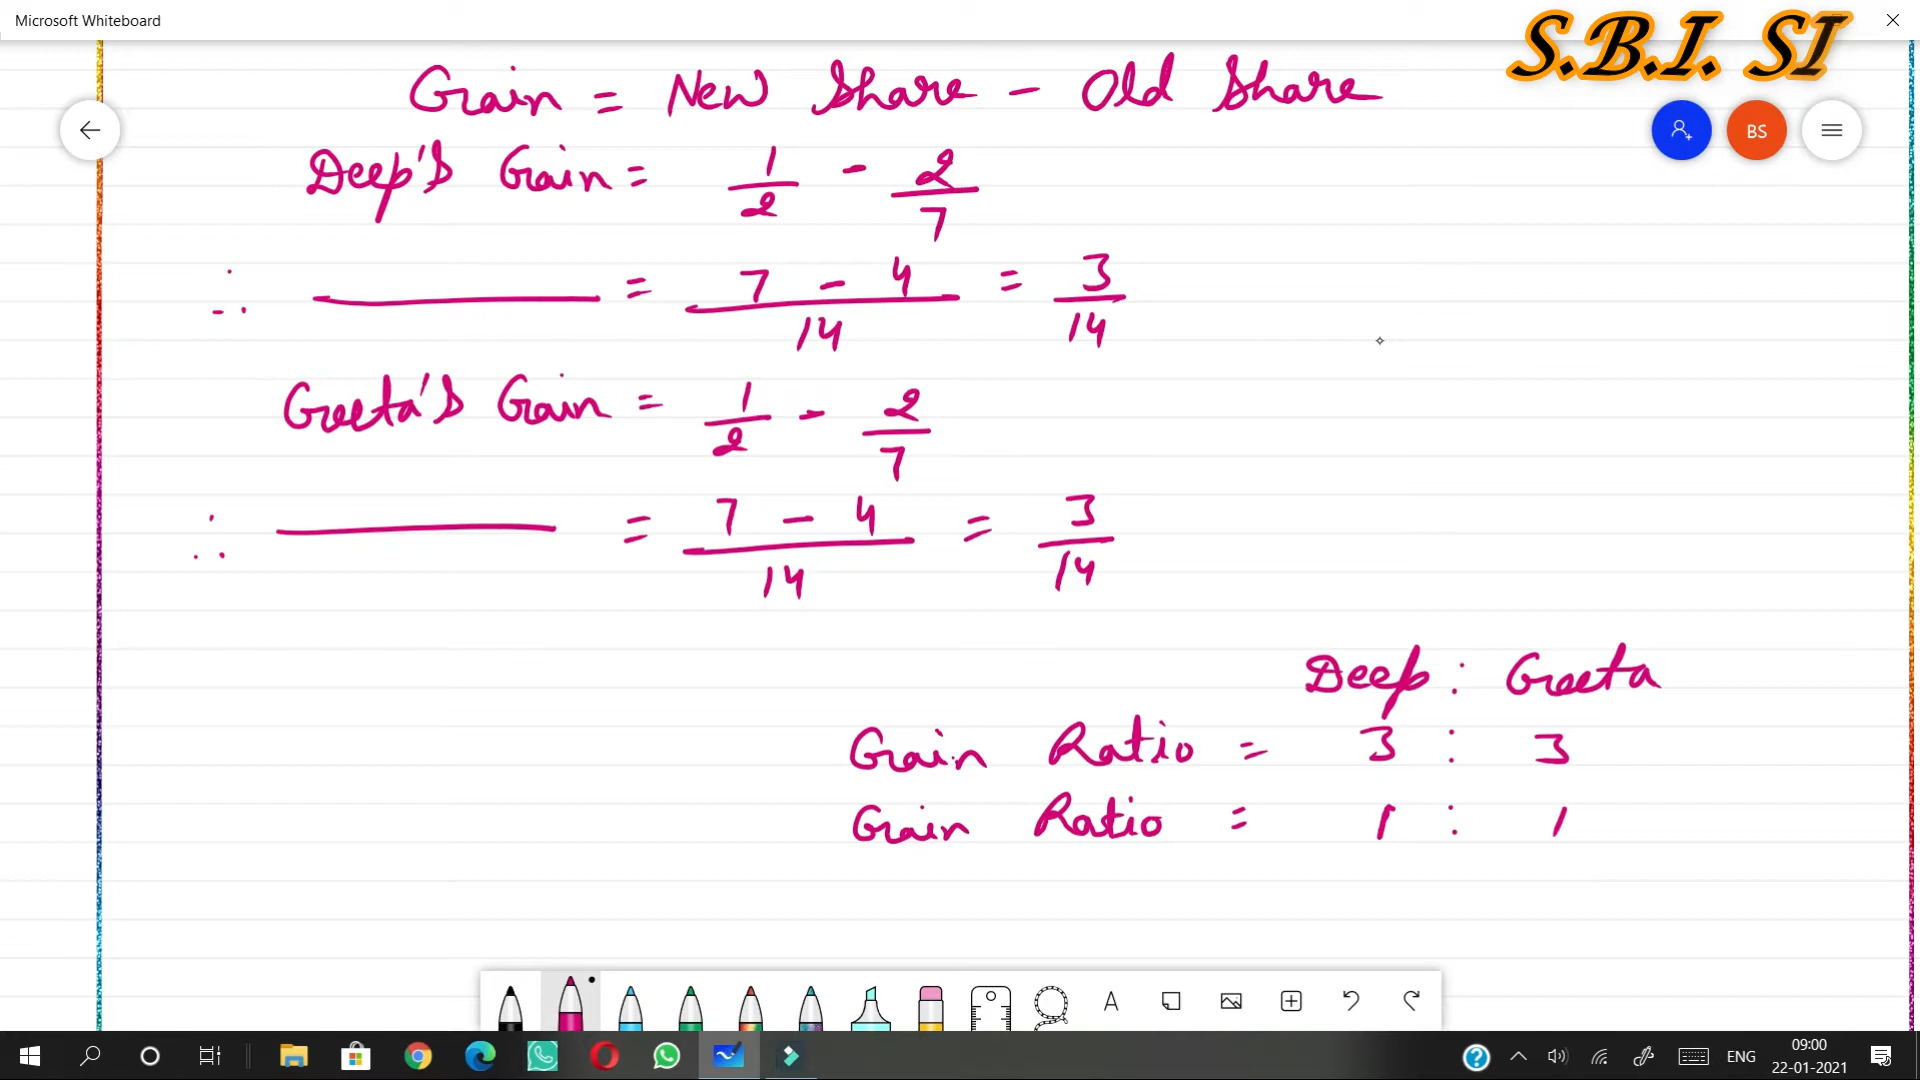 Microsoft Whiteboard
S.B.I. SI
Gain = New Share - Old Share
BS
Deep's Gain = 1/2 - 2/7
∴ ______ = 7 - 4 / 14 = 3/14
Geeta's Gain = 1/2 - 2/7
∴ ______ = 7 - 4 / 14 = 3/14
Deep : Geeta
Gain Ratio = 3 : 3
Gain Ratio = 1 : 1
A
ENG
09:00
22-01-2021